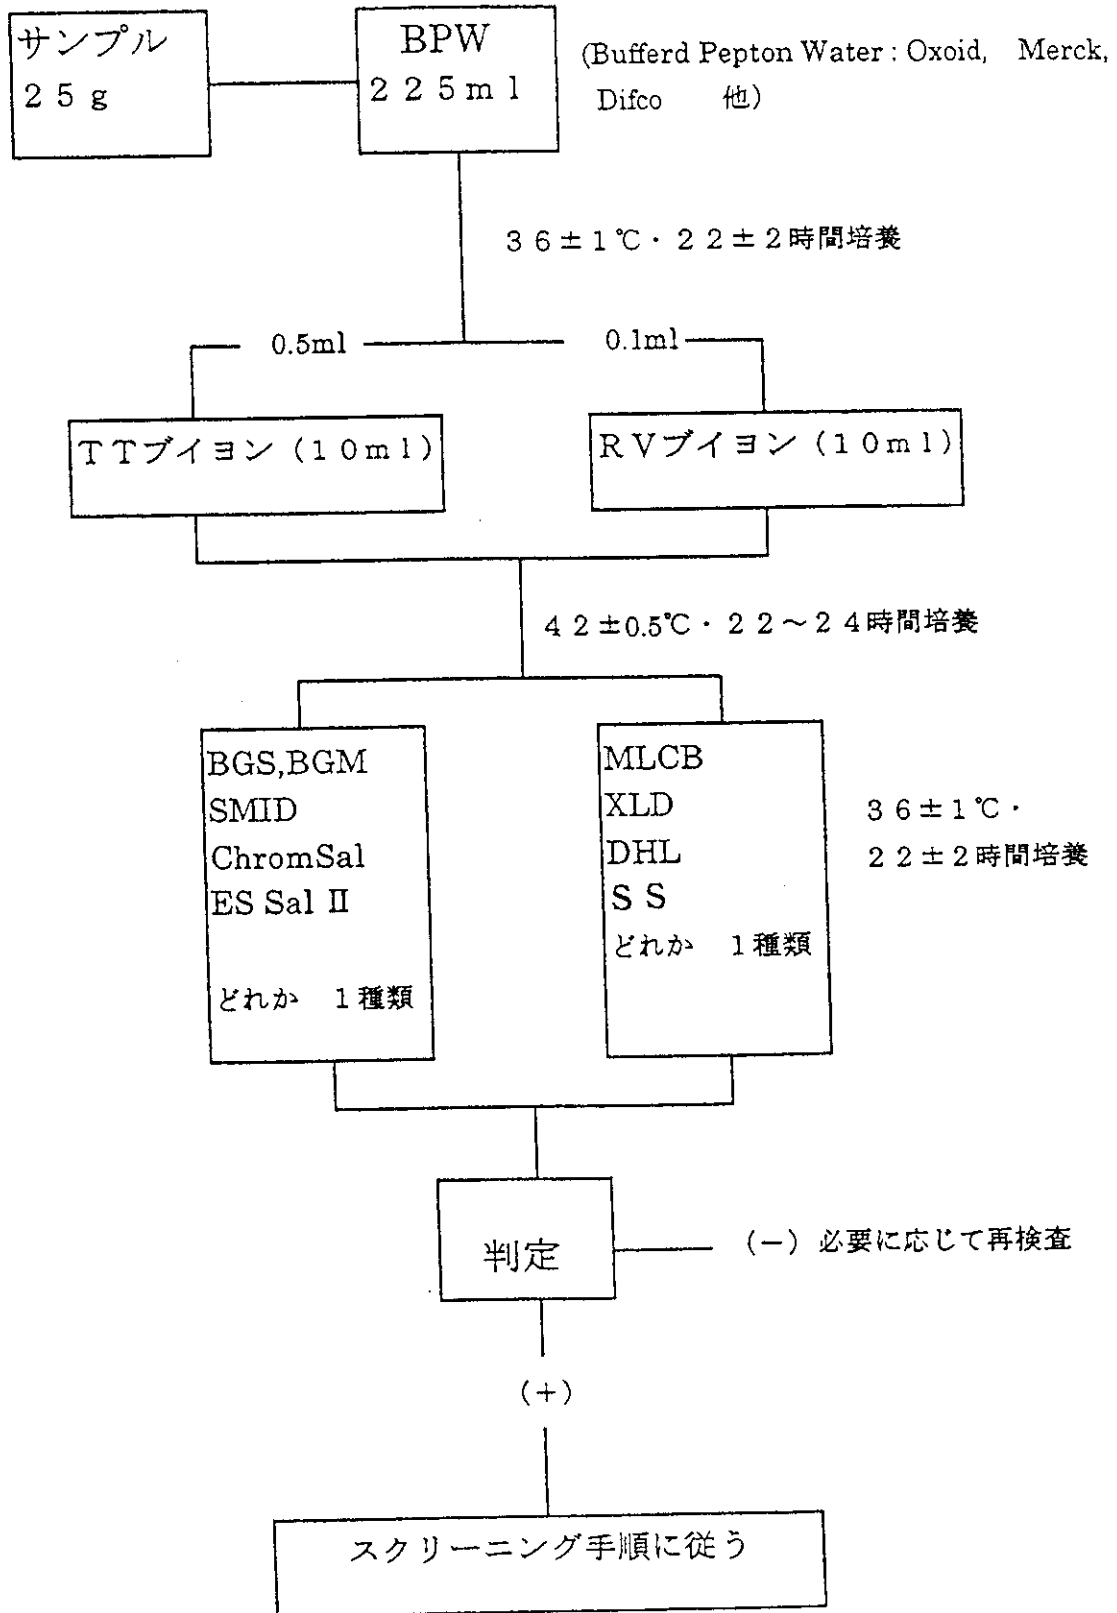 サンプル
２５ｇ
BPW
２２５ｍｌ
(Bufferd Pepton Water : Oxoid, Merck,
Difco 他)
３６±１℃・２２±２時間培養
0.5ml
0.1ml
ＴＴブイヨン（１０ｍｌ）
ＲＶブイヨン（１０ｍｌ）
４２±0.5℃・２２～２４時間培養
BGS,BGM
SMID
ChromSal
ES Sal Ⅱ
どれか １種類
MLCB
XLD
DHL
ＳＳ
どれか １種類
３６±１℃・
２２±２時間培養
判定
（－）必要に応じて再検査
（＋）
スクリーニング手順に従う